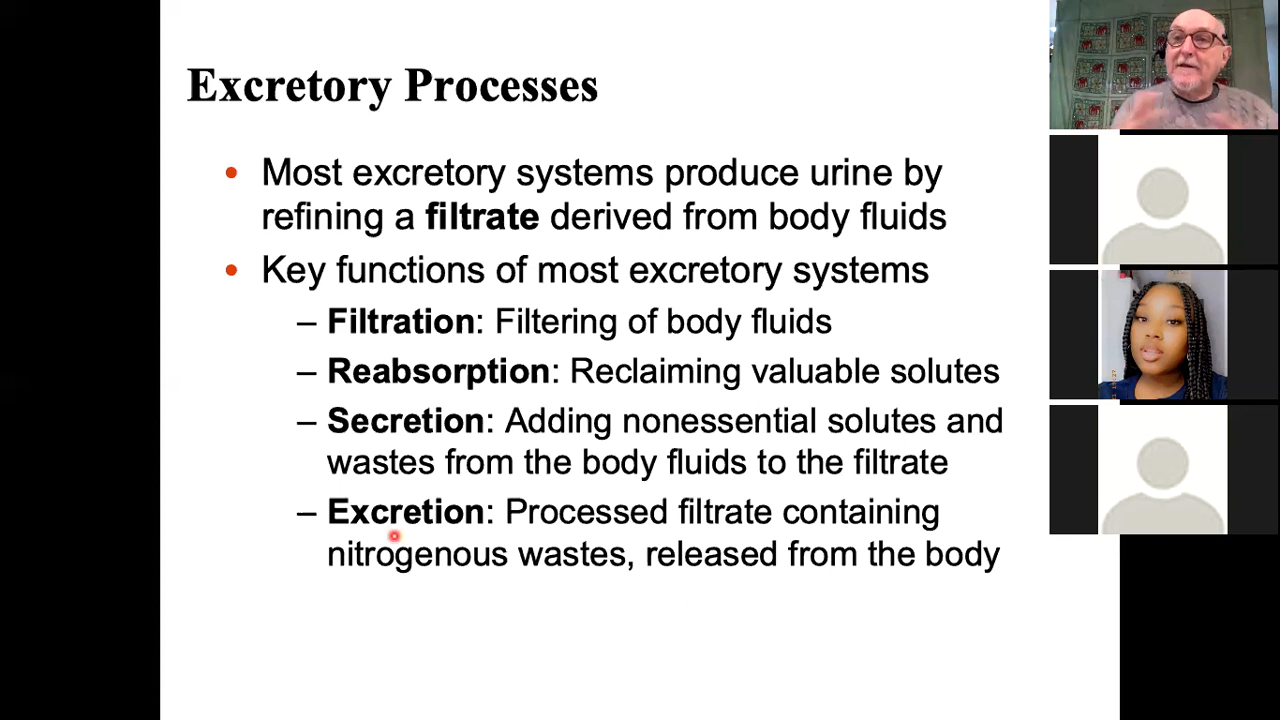 Excretory Processes
• Most excretory systems produce urine by
refining a filtrate derived from body fluids
• Key functions of most excretory systems
– Filtration: Filtering of body fluids
– Reabsorption: Reclaiming valuable solutes
– Secretion: Adding nonessential solutes and
wastes from the body fluids to the filtrate
– Excretion: Processed filtrate containing
nitrogenous wastes, released from the body